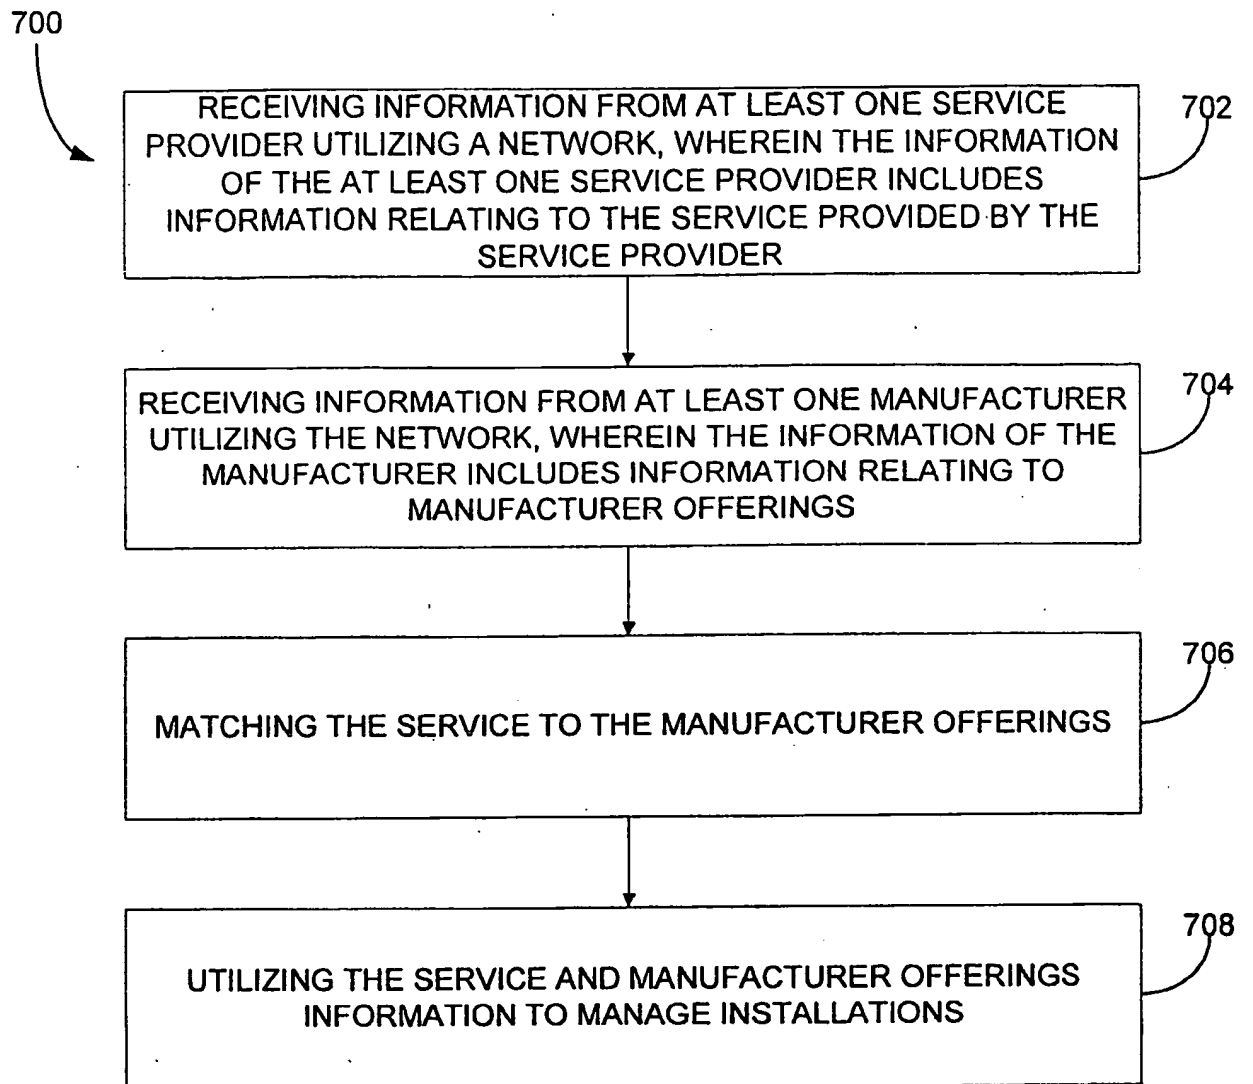 700
RECEIVING INFORMATION FROM AT LEAST ONE SERVICE
PROVIDER UTILIZING A NETWORK, WHEREIN THE INFORMATION
OF THE AT LEAST ONE SERVICE PROVIDER INCLUDES
INFORMATION RELATING TO THE SERVICE PROVIDED BY THE
SERVICE PROVIDER
702
RECEIVING INFORMATION FROM AT LEAST ONE MANUFACTURER
UTILIZING THE NETWORK, WHEREIN THE INFORMATION OF THE
MANUFACTURER INCLUDES INFORMATION RELATING TO
MANUFACTURER OFFERINGS
704
MATCHING THE SERVICE TO THE MANUFACTURER OFFERINGS
706
UTILIZING THE SERVICE AND MANUFACTURER OFFERINGS
INFORMATION TO MANAGE INSTALLATIONS
708